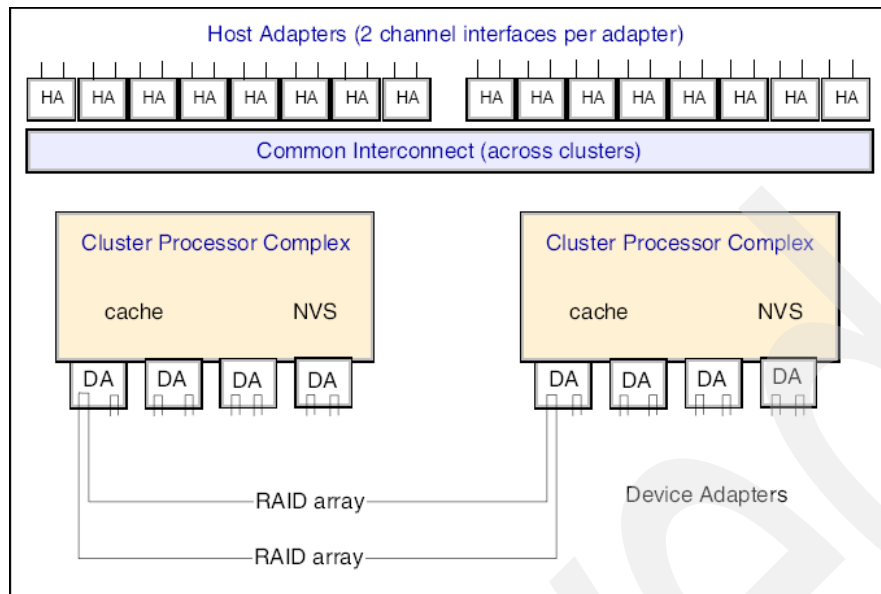 Host Adapters (2 channel interfaces per adapter)
HA HA HA HA HA HA HA HA HA HA HA HA HA HA HA HA
Common Interconnect (across clusters)
Cluster Processor Complex Cluster Processor Complex
cache NVS cache NVS
DA DA DA DA DA DA DA DA
RAID array Device Adapters
RAID array